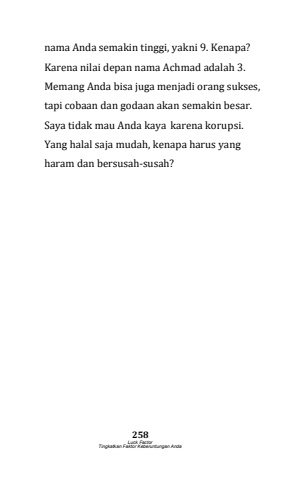 nama Anda semakin tinggi, yakni 9. Kenapa?
Karena nilai depan nama Achmad adalah 3.
Memang Anda bisa juga menjadi orang sukses,
tapi cobaan dan godaan akan semakin besar.
Saya tidak mau Anda kaya karena korupsi.
Yang halal saja mudah, kenapa harus yang
haram dan bersusah-susah?
258
Luck Factor
Tingkatkan Faktor Keberuntungan Anda